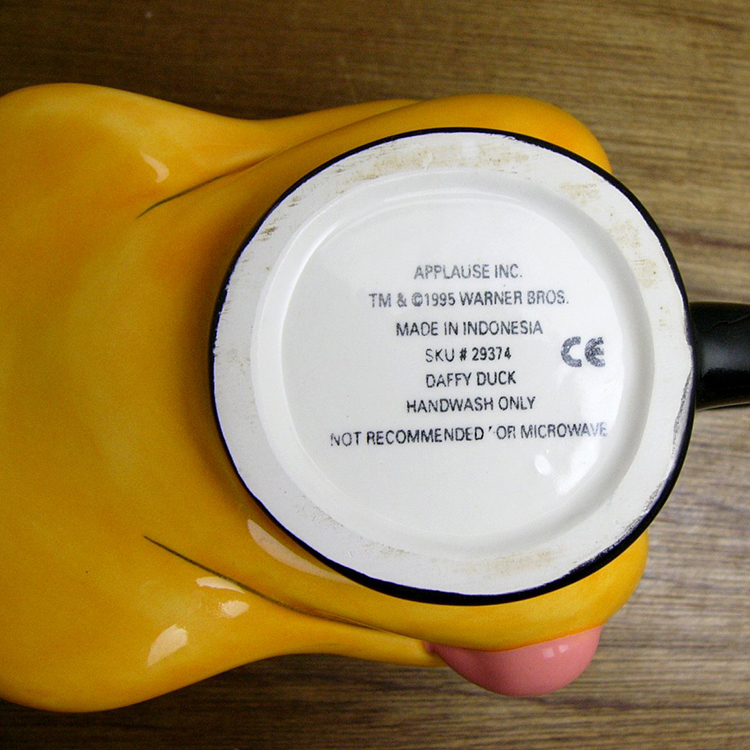 APPLAUSE INC.
TM & ©1995 WARNER BROS.
MADE IN INDONESIA
SKU # 29374
CE
DAFFY DUCK
HANDWASH ONLY
NOT RECOMMENDED 'OR MICROWAVE